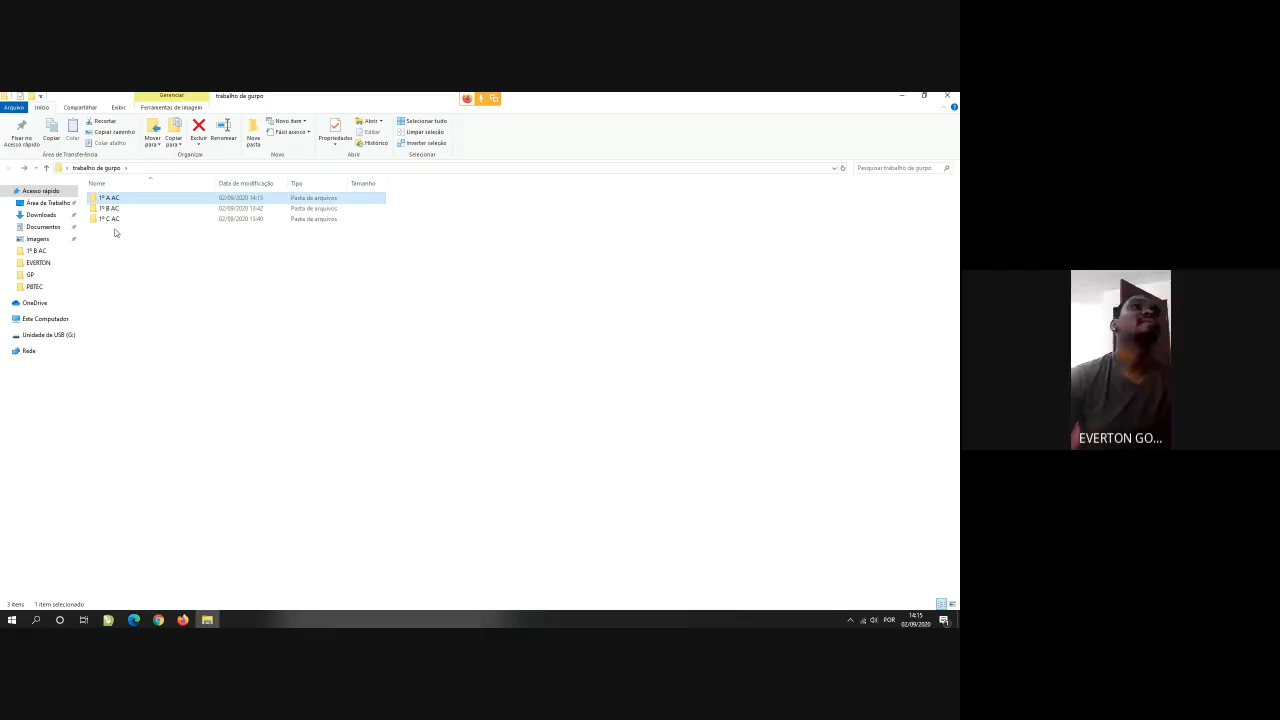 Gerenciar trabalho de gurpo
Arquivo Início Compartilhar Exibir Ferramentas de Imagem
Fixar no Acesso rápido
Copiar
Colar
Recortar
Copiar caminho
Colar atalho
Área de Transferência
Mover para
Copiar para
Excluir
Renomear
Organizar
Nova pasta
Novo item
Fácil acesso
Novo
Propriedades
Abrir
Editar
Histórico
Abrir
Selecionar tudo
Limpar seleção
Inverter seleção
Selecionar
trabalho de gurpo
Pesquisar trabalho de gurpo
Nome Data de modificação Tipo Tamanho
1º A AC 02/09/2020 14:15 Pasta de arquivos
1º B AC 02/09/2020 13:42 Pasta de arquivos
1º C AC 02/09/2020 13:40 Pasta de arquivos
Acesso rápido
Área de Trabalho
Downloads
Documentos
Imagens
1º B AC
EVERTON
GP
PBTEC
OneDrive
Este Computador
Unidade de USB (G:)
Rede
3 itens 1 item selecionado
POR
14:15
02/09/2020
EVERTON GO...